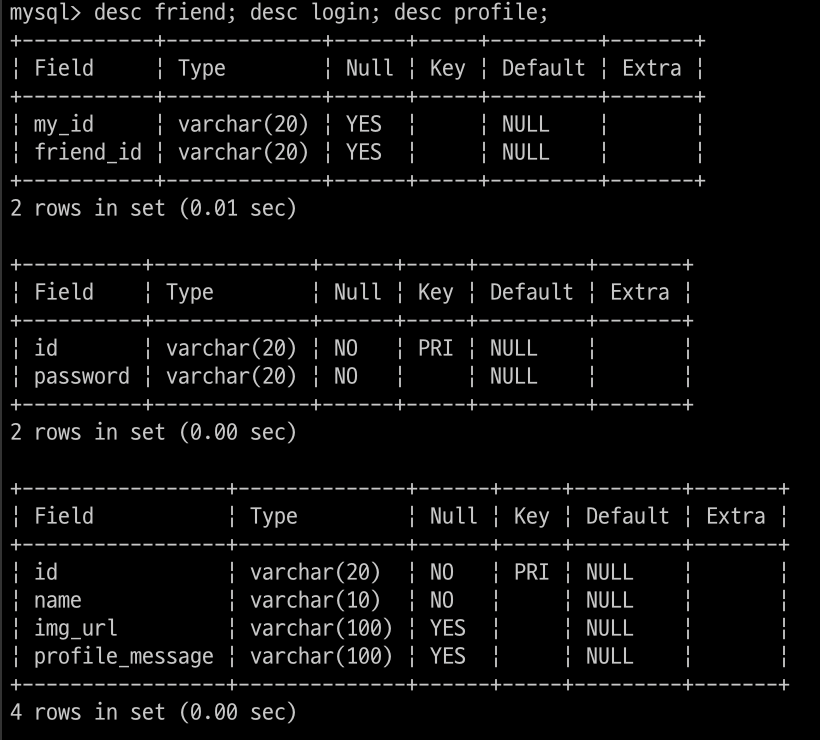 mysql> desc friend; desc login; desc profile;
+-----------+-------------+------+-----+---------+-------+
| Field     | Type        | Null | Key | Default | Extra |
+-----------+-------------+------+-----+---------+-------+
| my_id     | varchar(20) | YES  |     | NULL    |       |
| friend_id | varchar(20) | YES  |     | NULL    |       |
+-----------+-------------+------+-----+---------+-------+
2 rows in set (0.01 sec)

+----------+-------------+------+-----+---------+-------+
| Field    | Type        | Null | Key | Default | Extra |
+----------+-------------+------+-----+---------+-------+
| id       | varchar(20) | NO   | PRI | NULL    |       |
| password | varchar(20) | NO   |     | NULL    |       |
+----------+-------------+------+-----+---------+-------+
2 rows in set (0.00 sec)

+-----------------+--------------+------+-----+---------+-------+
| Field           | Type         | Null | Key | Default | Extra |
+-----------------+--------------+------+-----+---------+-------+
| id              | varchar(20)  | NO   | PRI | NULL    |       |
| name            | varchar(10)  | NO   |     | NULL    |       |
| img_url         | varchar(100) | YES  |     | NULL    |       |
| profile_message | varchar(100) | YES  |     | NULL    |       |
+-----------------+--------------+------+-----+---------+-------+
4 rows in set (0.00 sec)